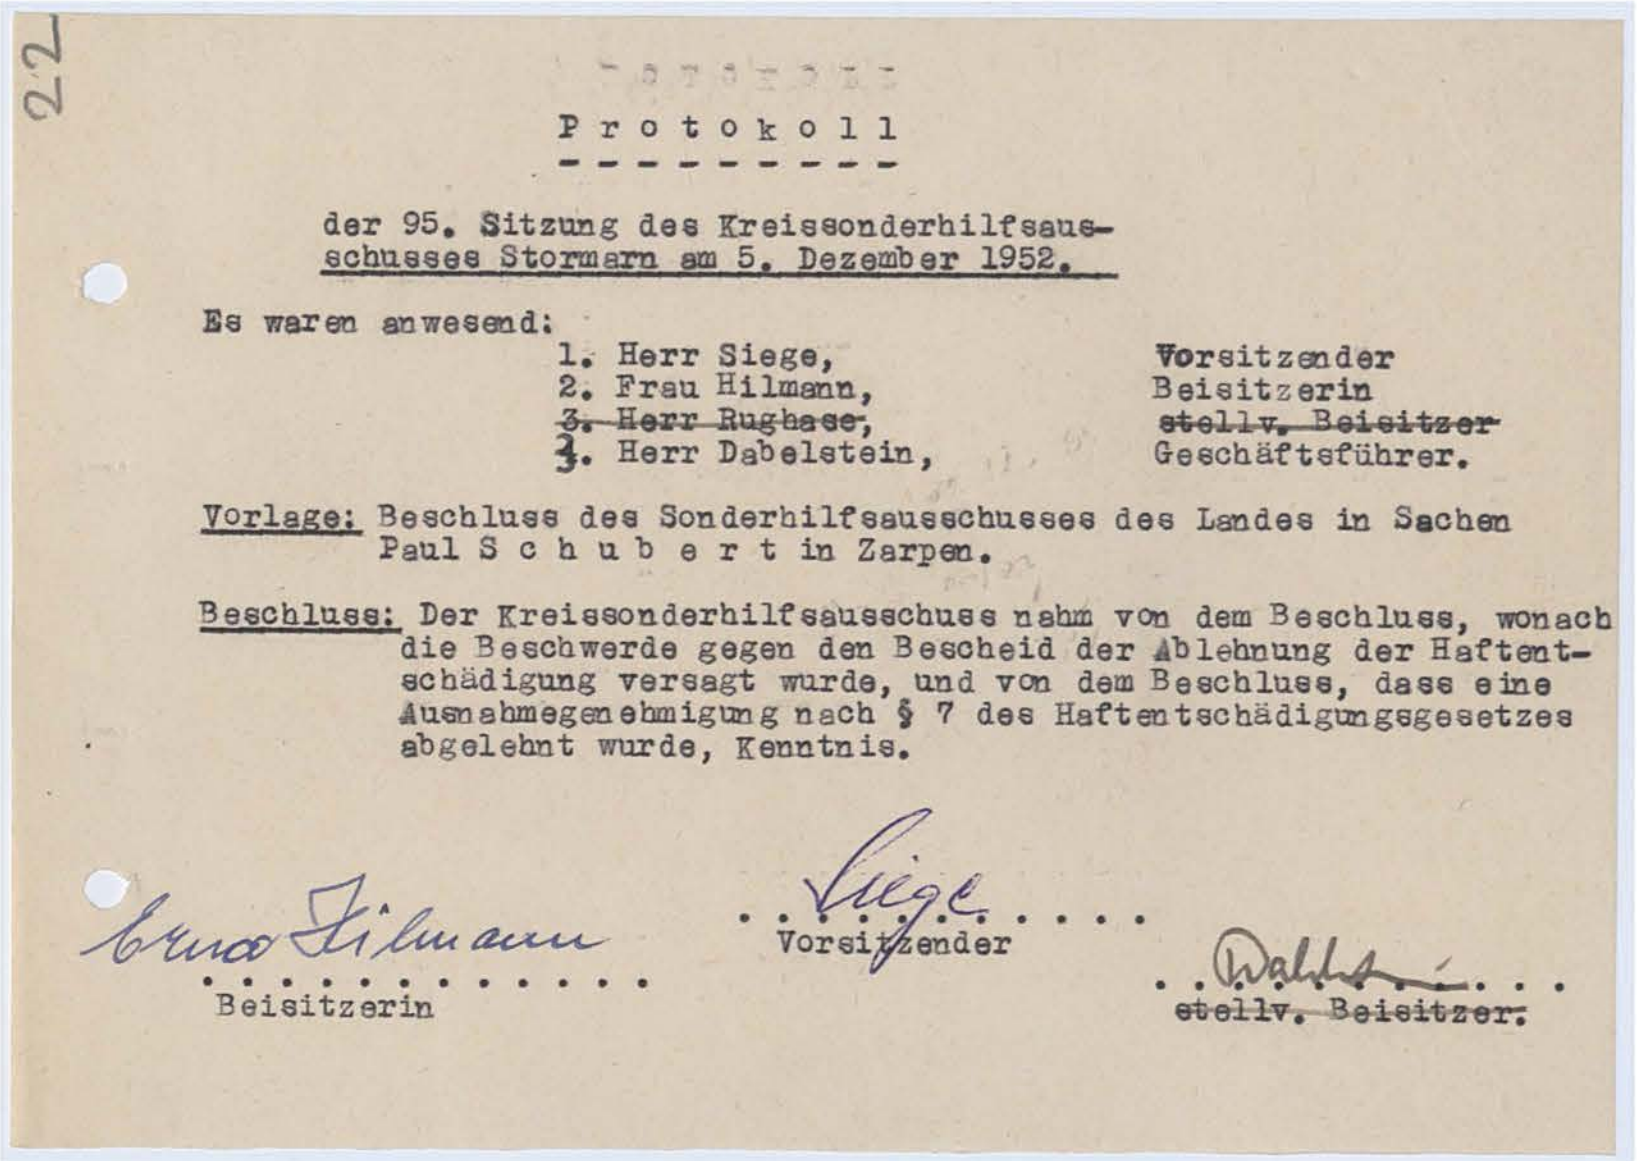 22
P r o t o k o l l
- - - - - - - - -
der 95. Sitzung des Kreissonderhilfsaus-
schusses Stormarn am 5. Dezember 1952.
Es waren anwesend:
1. Herr Siege, Vorsitzender
2. Frau Hilmann, Beisitzerin
3. Herr Rughase, stellv. Beisitzer
3. Herr Dabelstein, Geschäftsführer.
Vorlage: Beschluss des Sonderhilfsausschusses des Landes in Sachen
Paul S c h u b e r t in Zarpen.
Beschluss: Der Kreissonderhilfsausschuss nahm von dem Beschluss, wonach
die Beschwerde gegen den Bescheid der Ablehnung der Haftent-
schädigung versagt wurde, und von dem Beschluss, dass eine
Ausnahmegenehmigung nach § 7 des Haftentschädigungsgesetzes
abgelehnt wurde, Kenntnis.
Siege
. . . . . . . . . . .
Vorsitzender
Erna Hilmann
. . . . . . . . . . . .
Beisitzerin
. . . . . . . . . . .
stellv. Beisitzer.